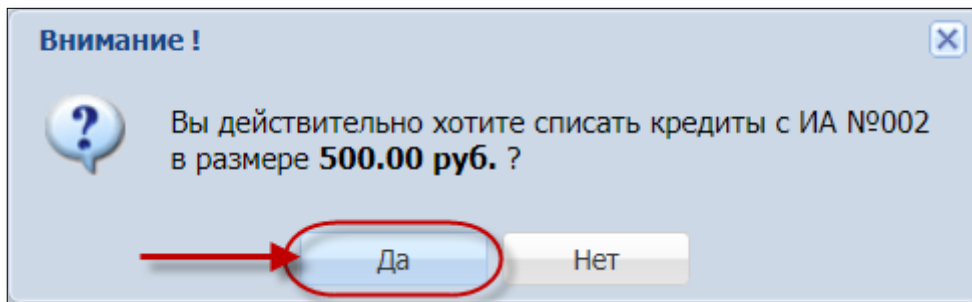 Внимание !
Вы действительно хотите списать кредиты с ИА №002
в размере 500.00 руб. ?
Да
Нет